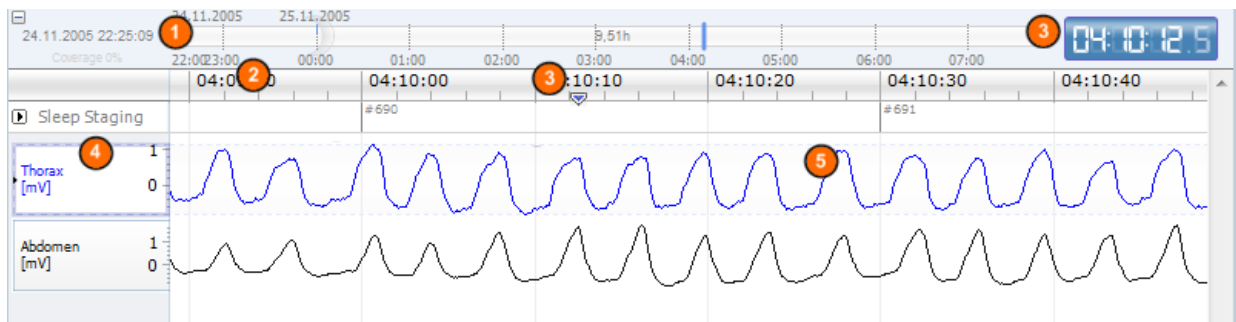 24.11.2005 25.11.2005
24.11.2005 22:25:09 1 9,51h 3 04:10:12.5
Coverage 0% 22:00 23:00 00:00 01:00 02:00 03:00 04:00 05:00 06:00 07:00
2 04:10:00 3 :10:10 04:10:20 04:10:30 04:10:40
Sleep Staging #690 #691
4 1 5
Thorax
[mV] 0
Abdomen 1
[mV] 0